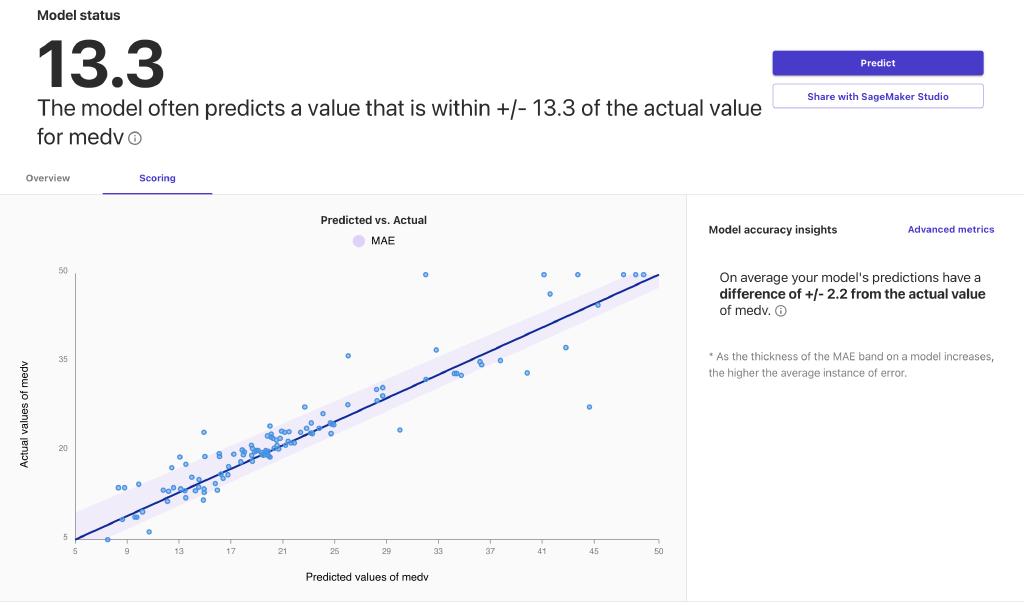 Model status
13.3
The model often predicts a value that is within +/- 13.3 of the actual value
for medv
Predict
Share with SageMaker Studio
Overview
Scoring
Predicted vs. Actual
MAE
50
35
20
5
Actual values of medv
5
9
13
17
21
25
29
33
37
41
45
50
Predicted values of medv
Model accuracy insights
Advanced metrics
On average your model's predictions have a
difference of +/- 2.2 from the actual value
of medv.
* As the thickness of the MAE band on a model increases,
the higher the average instance of error.